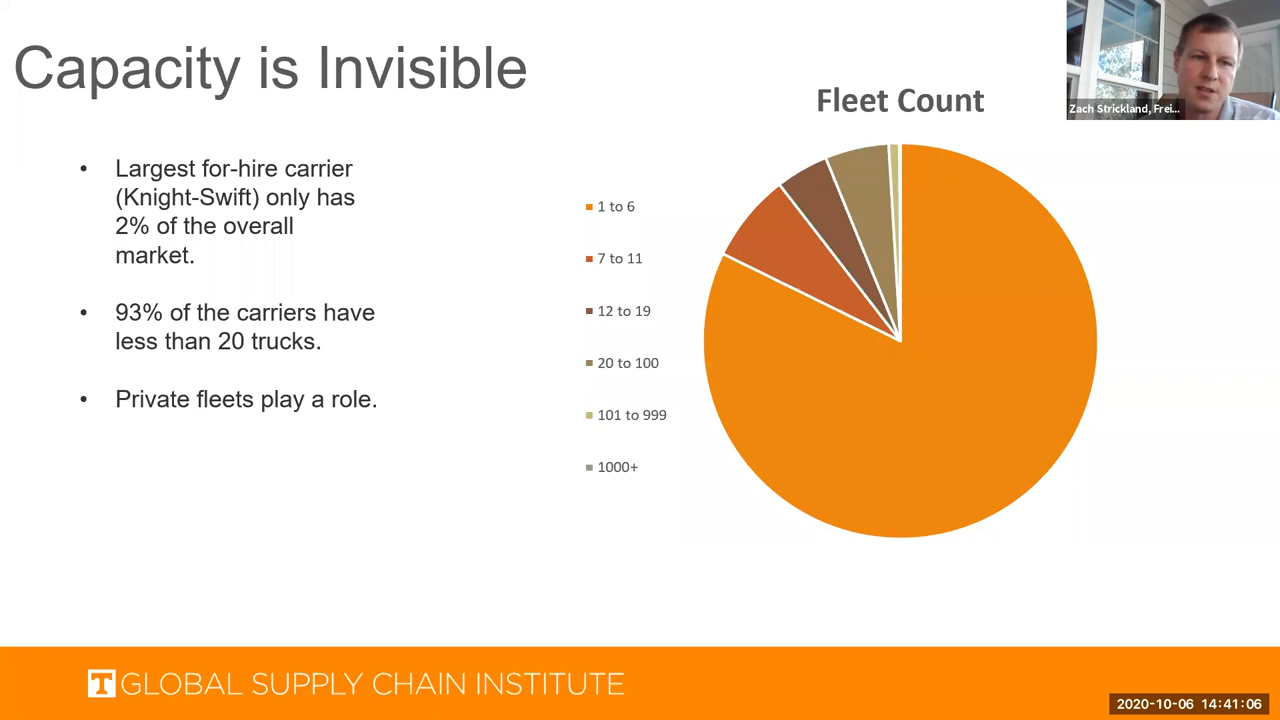 Capacity is Invisible
Zach Strickland, Frei...
Fleet Count
• Largest for-hire carrier
(Knight-Swift) only has
2% of the overall
market.
• 93% of the carriers have
less than 20 trucks.
• Private fleets play a role.
1 to 6
7 to 11
12 to 19
20 to 100
101 to 999
1000+
T GLOBAL SUPPLY CHAIN INSTITUTE
2020-10-06 14:41:06